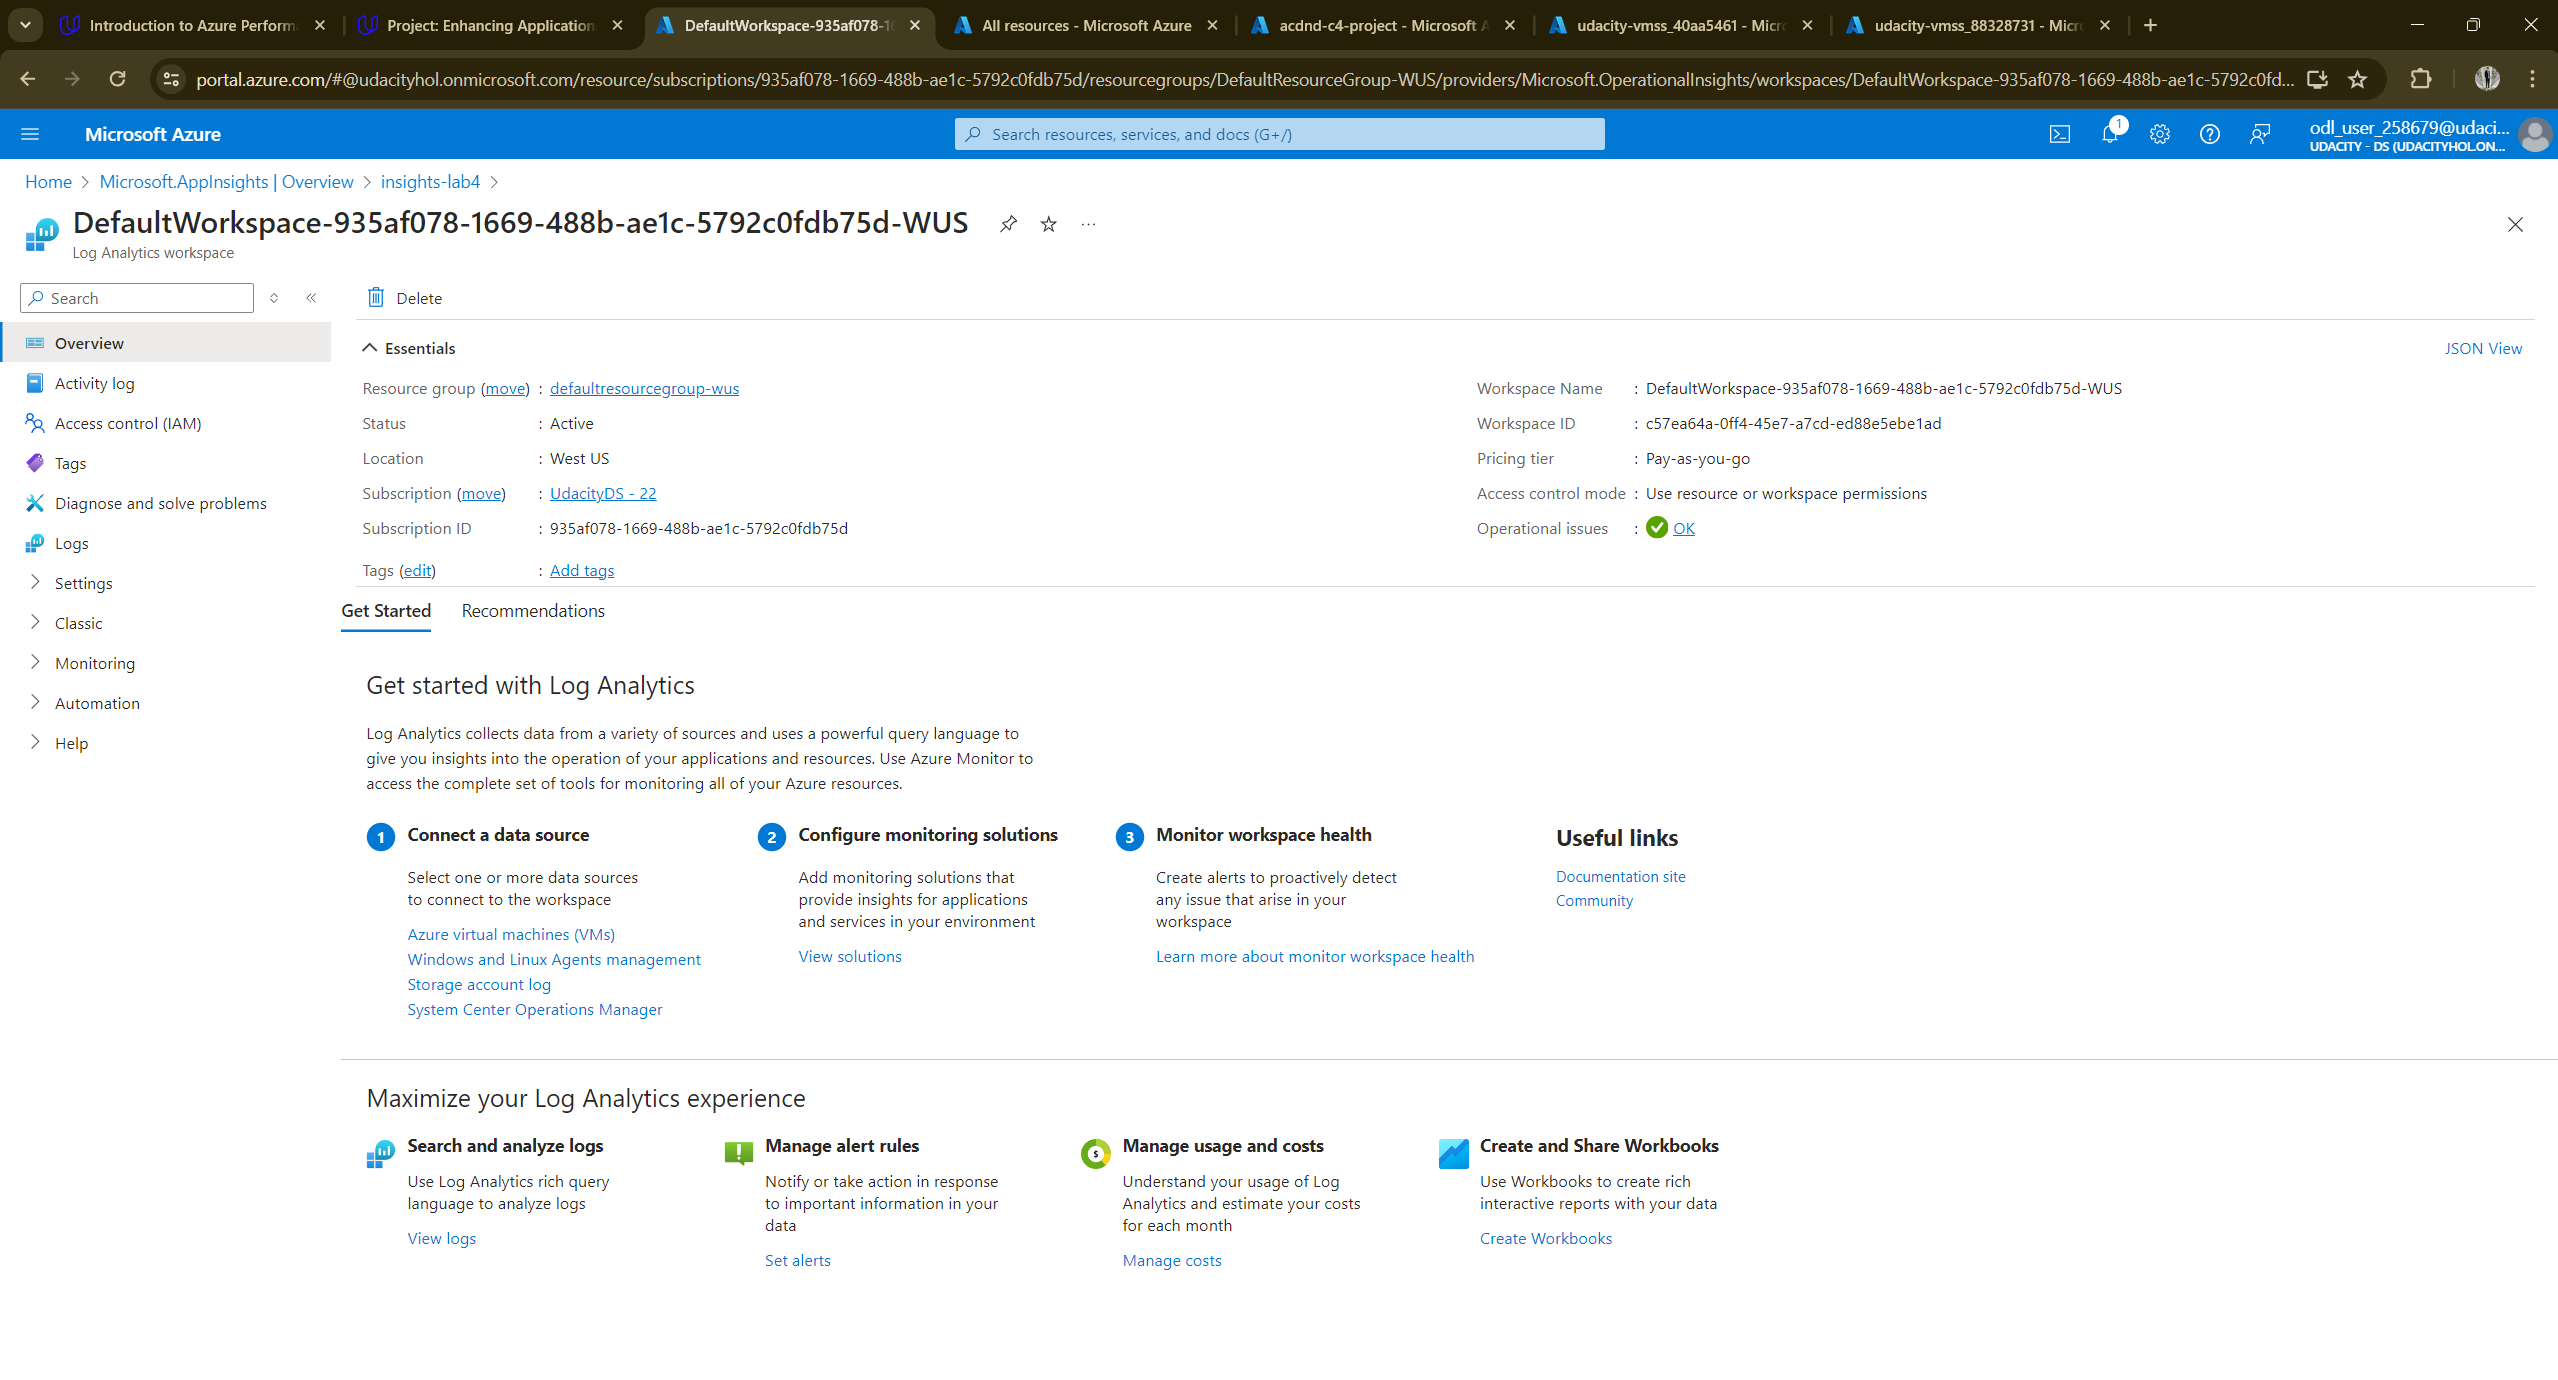 Introduction to Azure Perform
Project: Enhancing Application
DefaultWorkspace-935af078-1
All resources - Microsoft Azure
acdnd-c4-project - Microsoft A
udacity-vmss_40aa5461 - Micro
udacity-vmss_88328731 - Micro
portal.azure.com/#@udacityhol.onmicrosoft.com/resource/subscriptions/935af078-1669-488b-ae1c-5792c0fdb75d/resourcegroups/DefaultResourceGroup-WUS/providers/Microsoft.OperationalInsights/workspaces/DefaultWorkspace-935af078-1669-488b-ae1c-5792c0fd...
Microsoft Azure
Search resources, services, and docs (G+/)
1
odl_user_258679@udaci...
UDACITY - DS (UDACITYHOL.ON...
Home > Microsoft.AppInsights | Overview > insights-lab4 >
DefaultWorkspace-935af078-1669-488b-ae1c-5792c0fdb75d-WUS
Log Analytics workspace
Search
Overview
Activity log
Access control (IAM)
Tags
Diagnose and solve problems
Logs
Settings
Classic
Monitoring
Automation
Help
Delete
Essentials
JSON View
Resource group (move) : defaultresourcegroup-wus
Status : Active
Location : West US
Subscription (move) : UdacityDS - 22
Subscription ID : 935af078-1669-488b-ae1c-5792c0fdb75d
Tags (edit) : Add tags
Workspace Name : DefaultWorkspace-935af078-1669-488b-ae1c-5792c0fdb75d-WUS
Workspace ID : c57ea64a-0ff4-45e7-a7cd-ed88e5ebe1ad
Pricing tier : Pay-as-you-go
Access control mode : Use resource or workspace permissions
Operational issues : OK
Get Started
Recommendations
Get started with Log Analytics
Log Analytics collects data from a variety of sources and uses a powerful query language to
give you insights into the operation of your applications and resources. Use Azure Monitor to
access the complete set of tools for monitoring all of your Azure resources.
1 Connect a data source
Select one or more data sources
to connect to the workspace
Azure virtual machines (VMs)
Windows and Linux Agents management
Storage account log
System Center Operations Manager
2 Configure monitoring solutions
Add monitoring solutions that
provide insights for applications
and services in your environment
View solutions
3 Monitor workspace health
Create alerts to proactively detect
any issue that arise in your
workspace
Learn more about monitor workspace health
Useful links
Documentation site
Community
Maximize your Log Analytics experience
Search and analyze logs
Use Log Analytics rich query
language to analyze logs
View logs
Manage alert rules
Notify or take action in response
to important information in your
data
Set alerts
$
Manage usage and costs
Understand your usage of Log
Analytics and estimate your costs
for each month
Manage costs
Create and Share Workbooks
Use Workbooks to create rich
interactive reports with your data
Create Workbooks